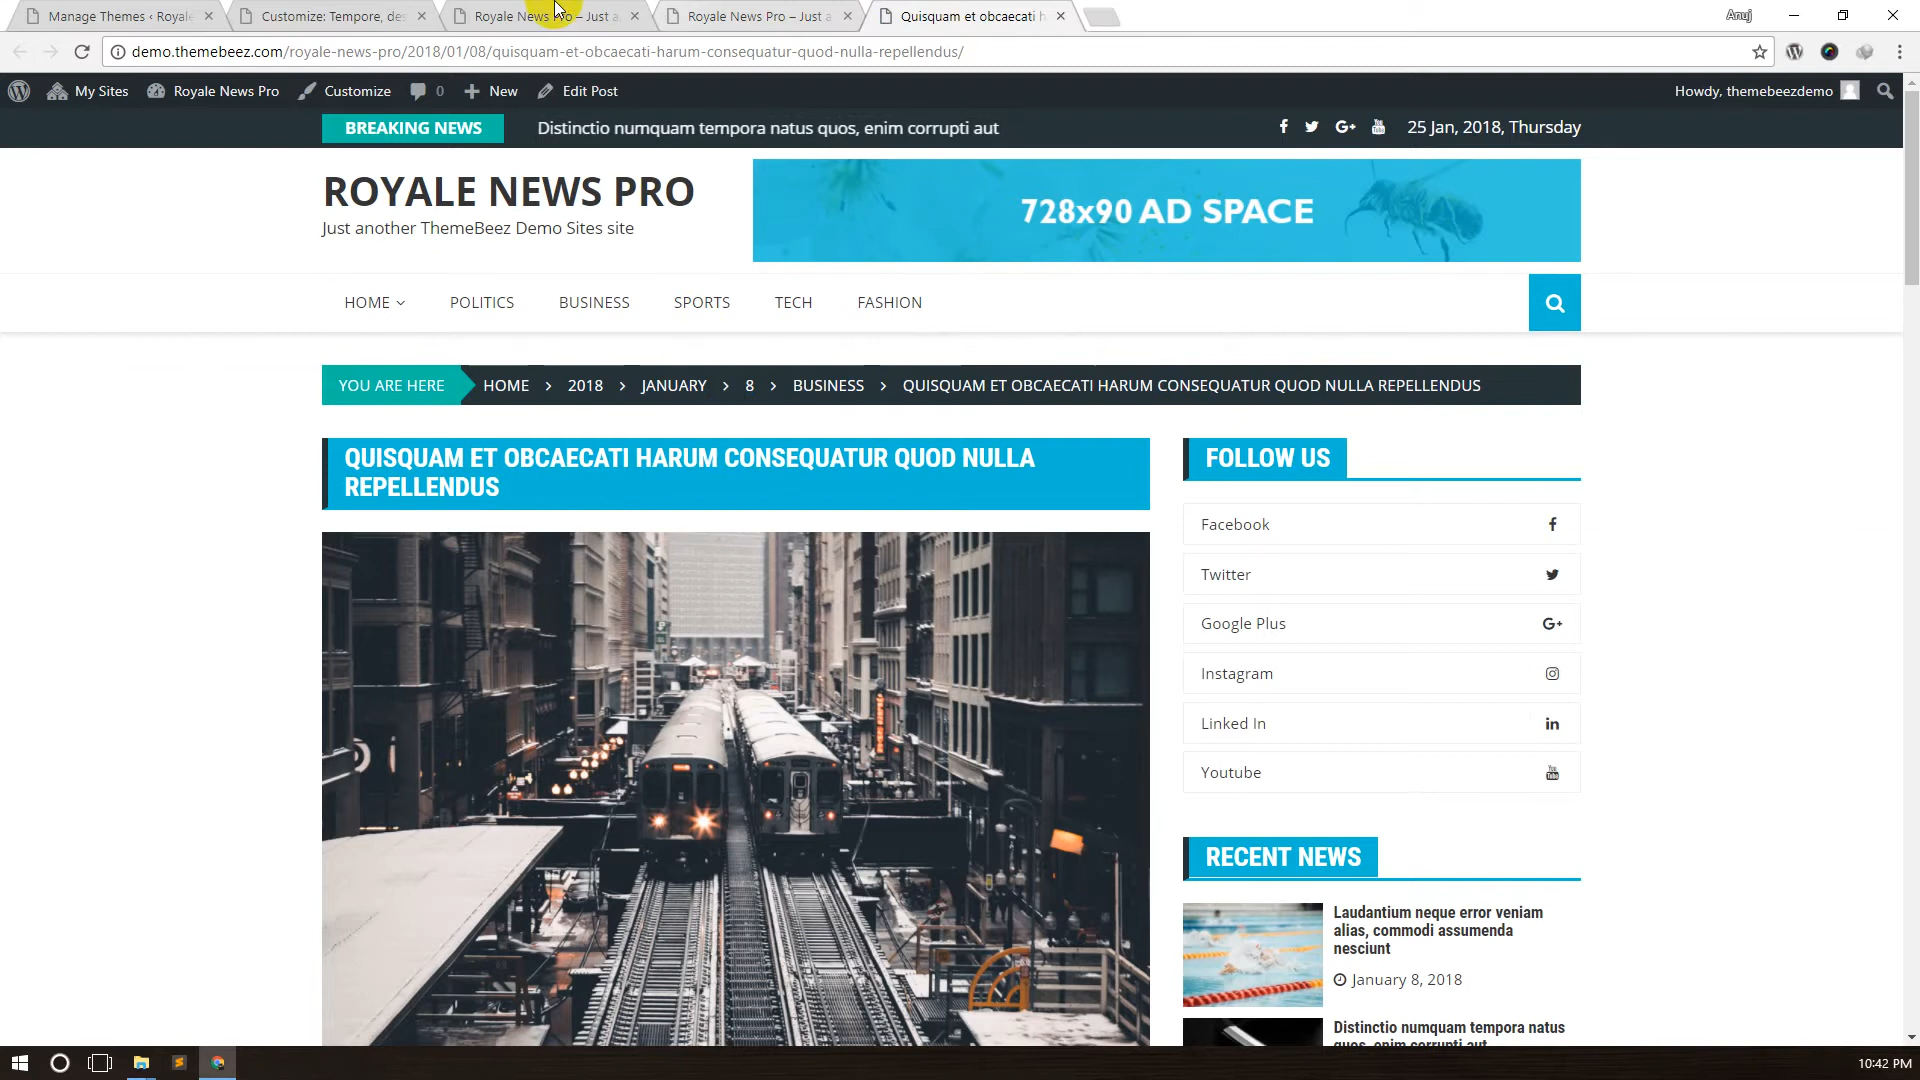 Manage Themes ‹ Royale
Customize: Tempore, de
Royale News Pro – Just a
Royale News Pro – Just a
Quisquam et obcaecati h
Anuj
demo.themebeez.com/royale-news-pro/2018/01/08/quisquam-et-obcaecati-harum-consequatur-quod-nulla-repellendus/
My Sites
Royale News Pro
Customize
0
New
Edit Post
Howdy, themebeezdemo
BREAKING NEWS
Distinctio numquam tempora natus quos, enim corrupti aut
25 Jan, 2018, Thursday
ROYALE NEWS PRO
Just another ThemeBeez Demo Sites site
728x90 AD SPACE
HOME
POLITICS
BUSINESS
SPORTS
TECH
FASHION
YOU ARE HERE
HOME > 2018 > JANUARY > 8 > BUSINESS > QUISQUAM ET OBCAECATI HARUM CONSEQUATUR QUOD NULLA REPELLENDUS
QUISQUAM ET OBCAECATI HARUM CONSEQUATUR QUOD NULLA
REPELLENDUS
FOLLOW US
Facebook
Twitter
Google Plus
Instagram
Linked In
Youtube
RECENT NEWS
Laudantium neque error veniam
alias, commodi assumenda
nesciunt
January 8, 2018
Distinctio numquam tempora natus
quos, enim corrupti aut
10:42 PM